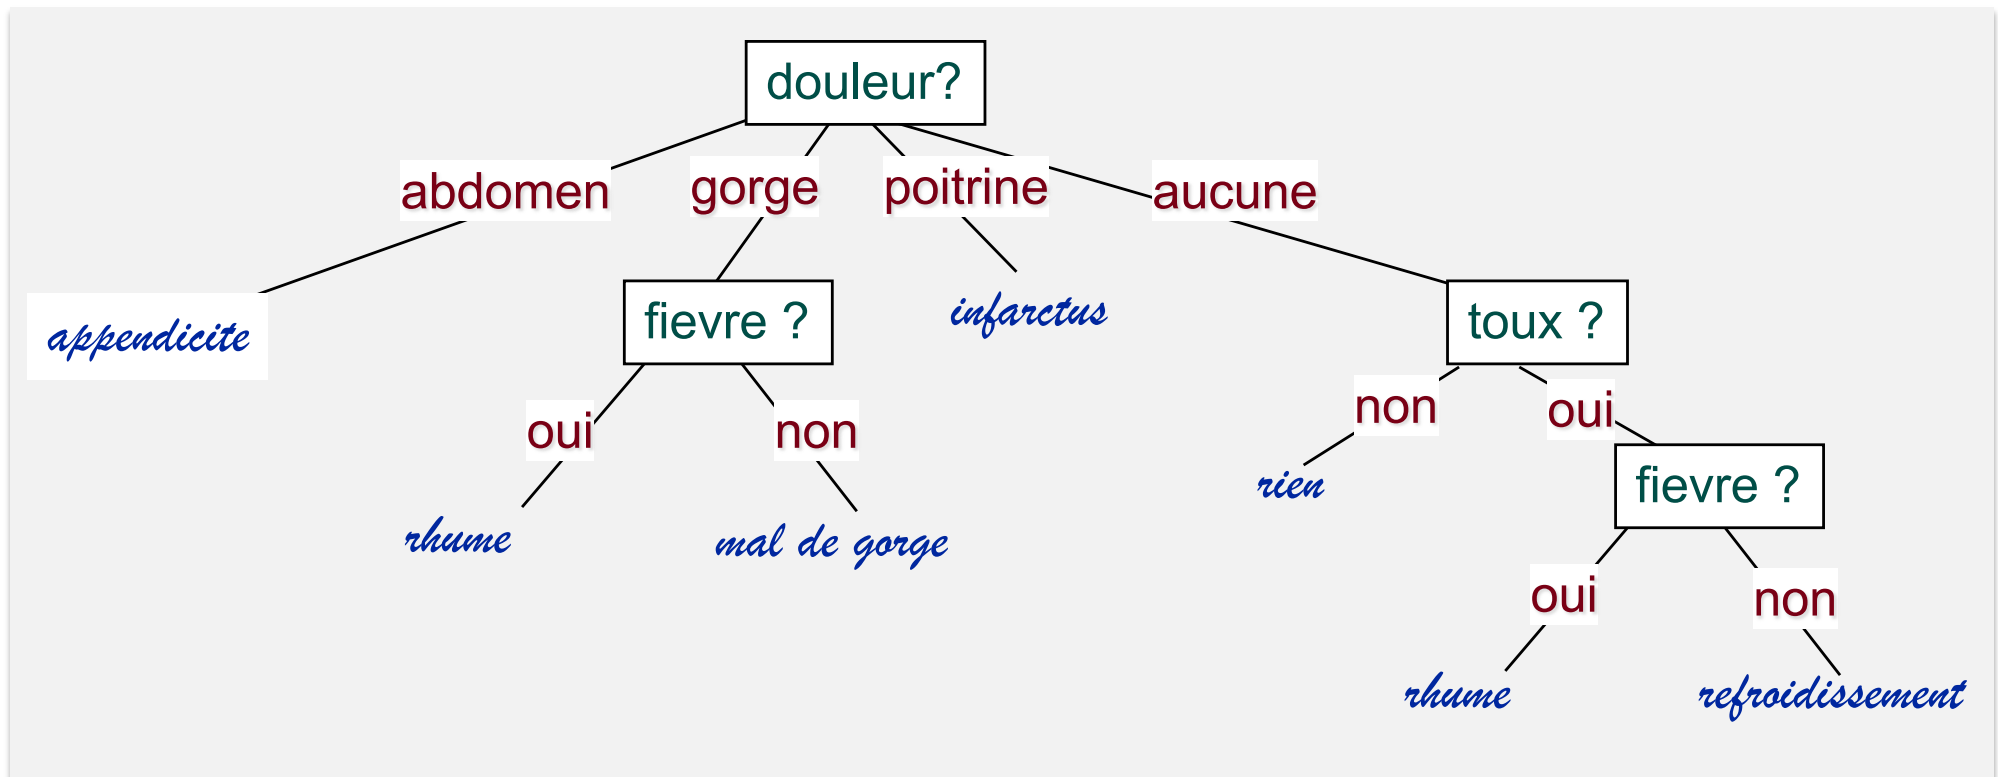 douleur?
abdomen
gorge
poitrine
aucune
appendicite
fievre ?
infarctus
toux ?
oui
non
non
oui
rhume
mal de gorge
rien
fievre ?
oui
non
rhume
refroidissement